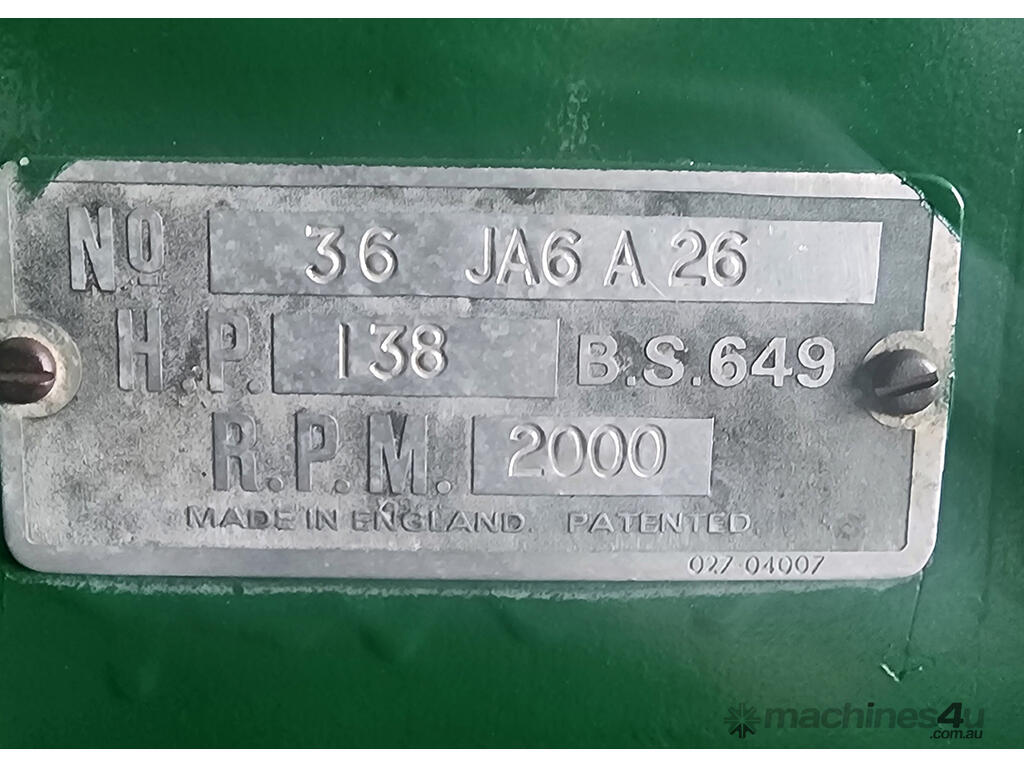 No 36 JA6 A 26
H.P. 138 B.S.649
R.P.M. 2000
MADE IN ENGLAND. PATENTED.
027-04007
machines4u
.com.au